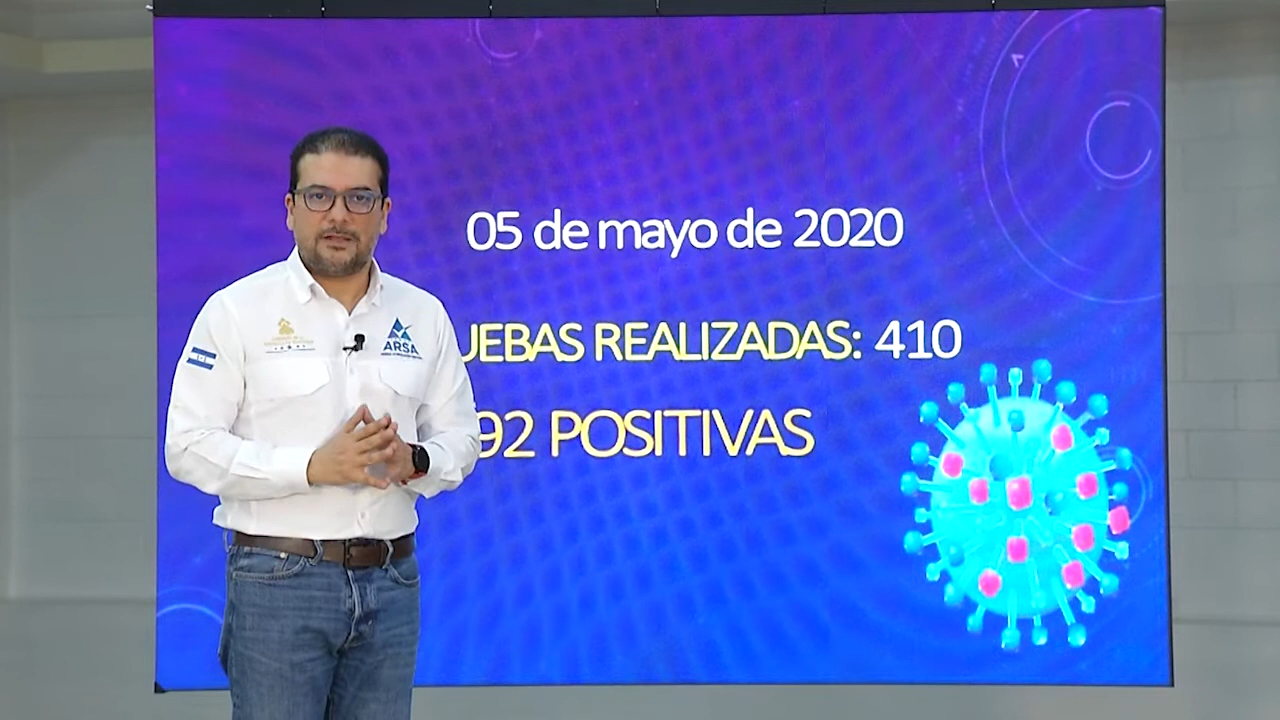 05 de mayo de 2020
UEBAS REALIZADAS: 410
92 POSITIVAS
ARSA